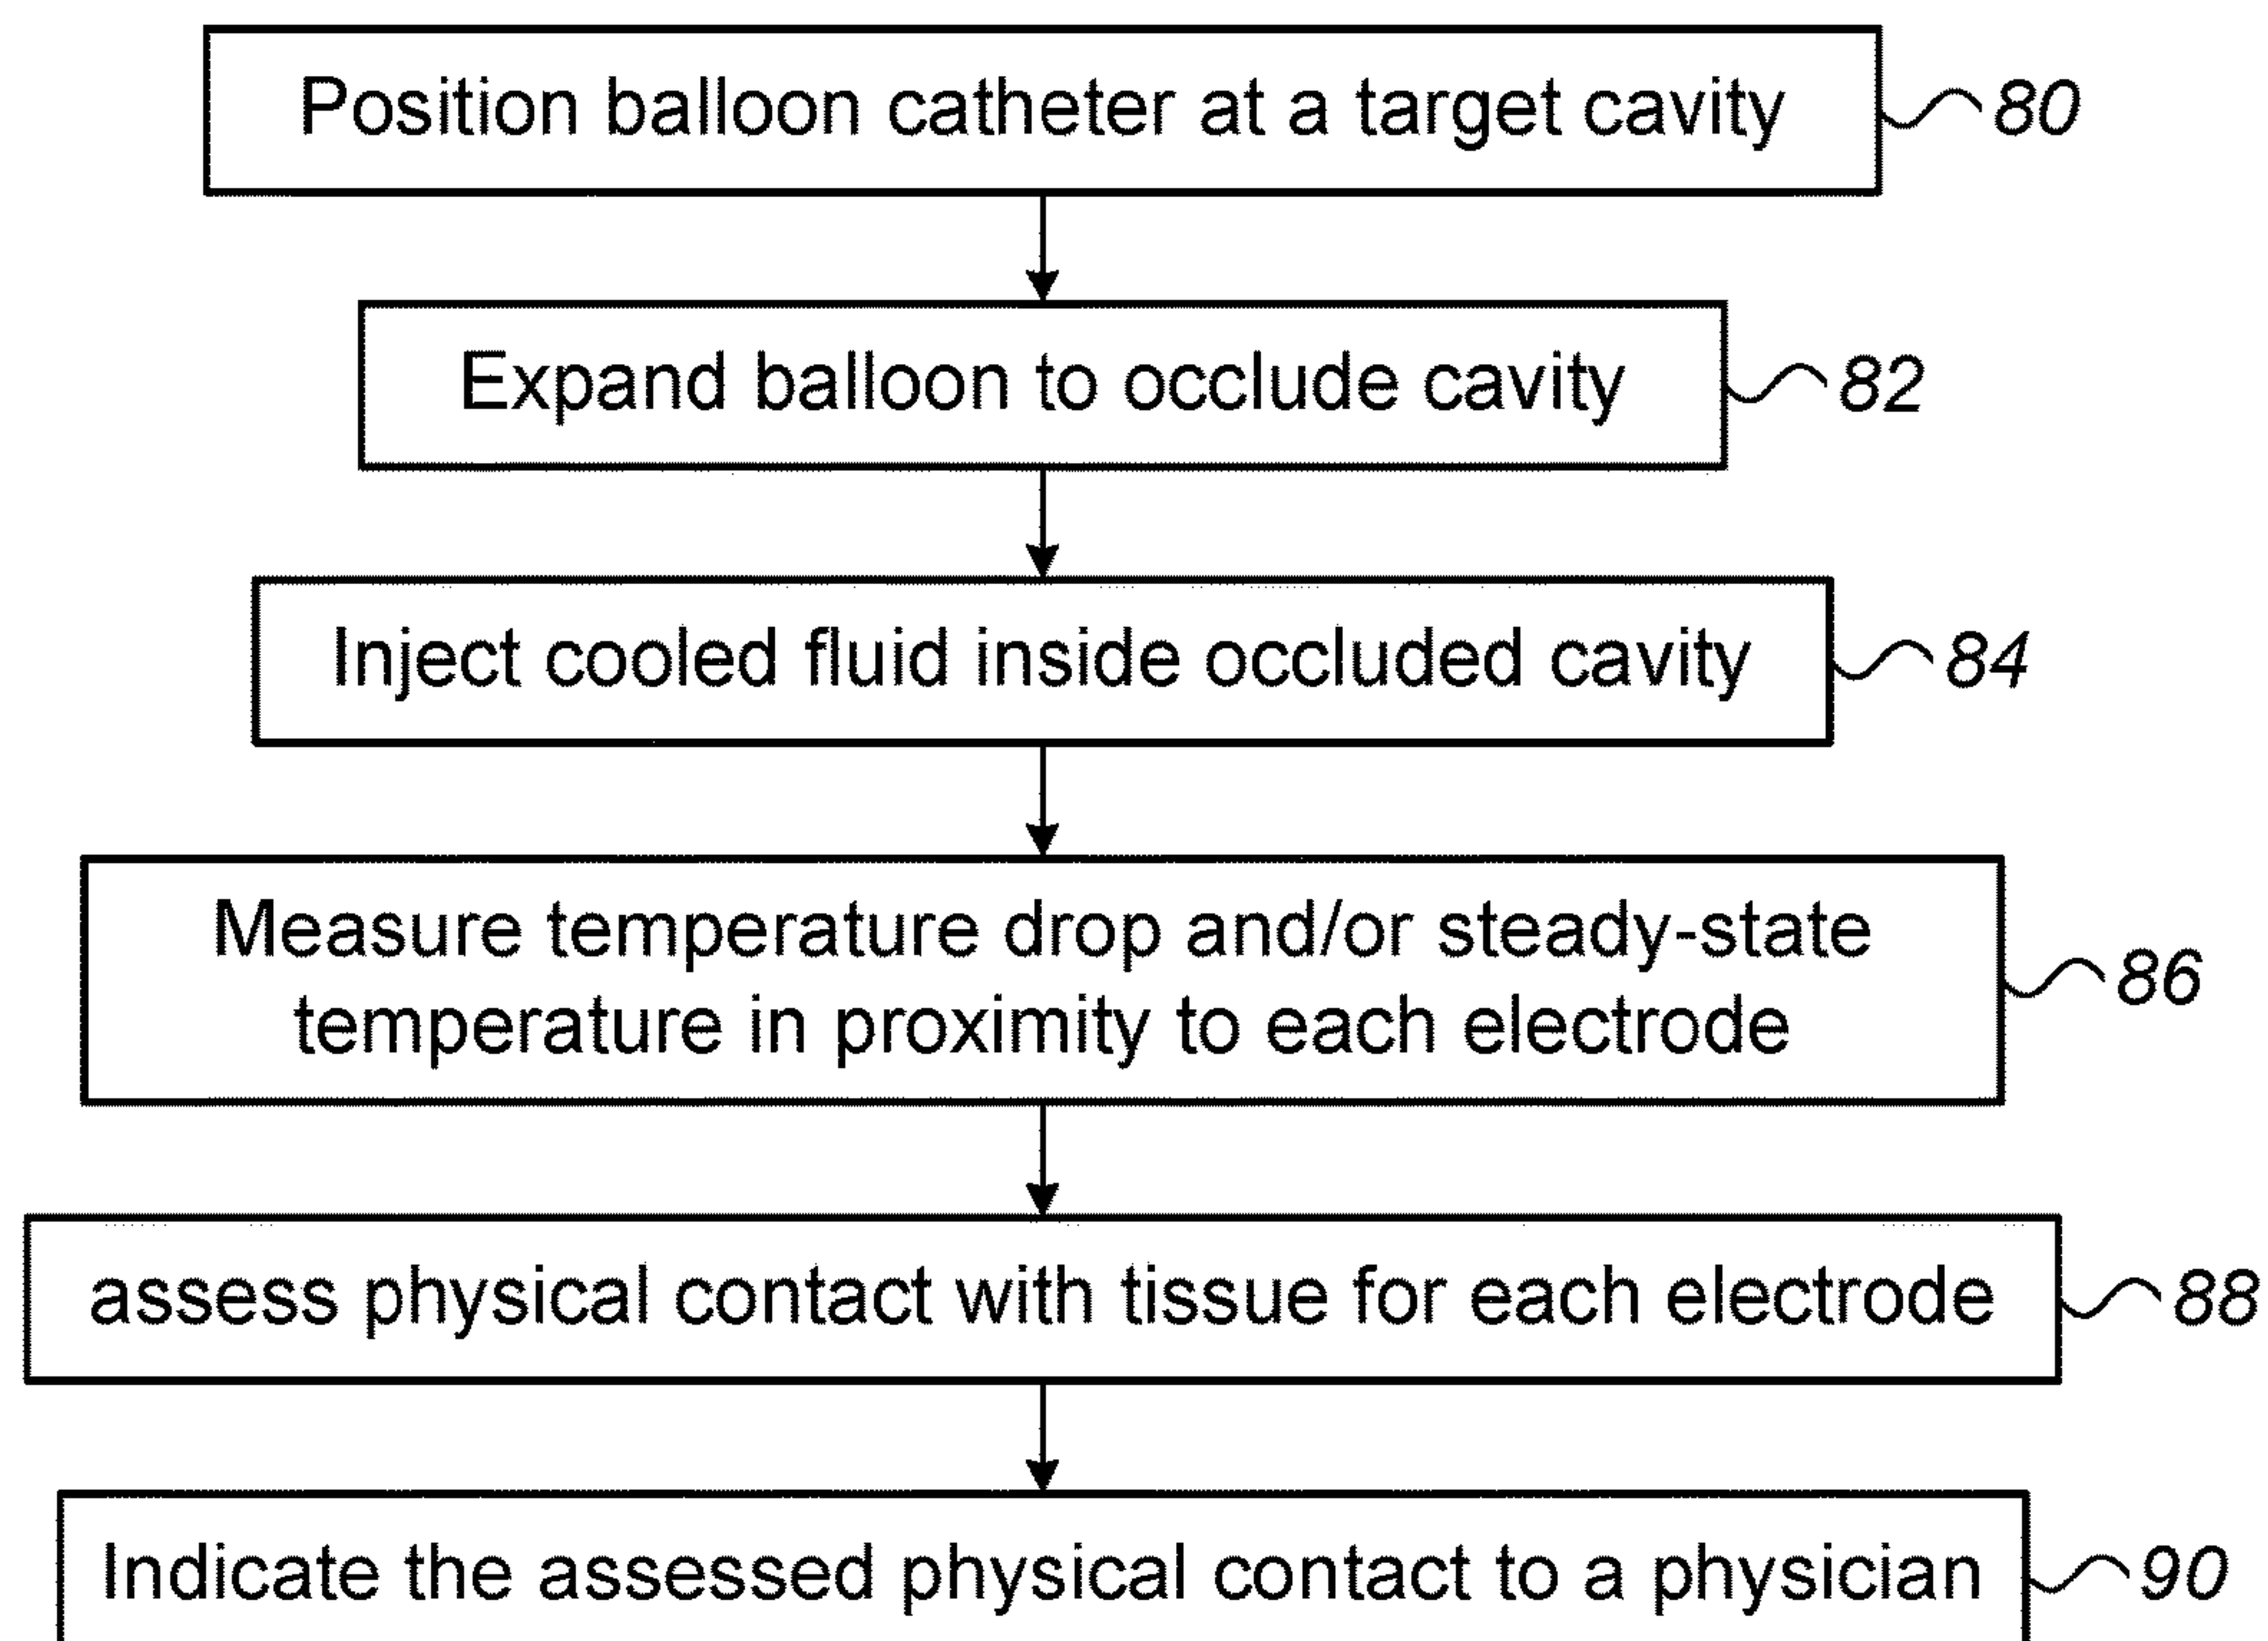 Position balloon catheter at a target cavity 80
Expand balloon to occlude cavity 82
Inject cooled fluid inside occluded cavity 84
Measure temperature drop and/or steady-state
temperature in proximity to each electrode 86
assess physical contact with tissue for each electrode 88
Indicate the assessed physical contact to a physician 90